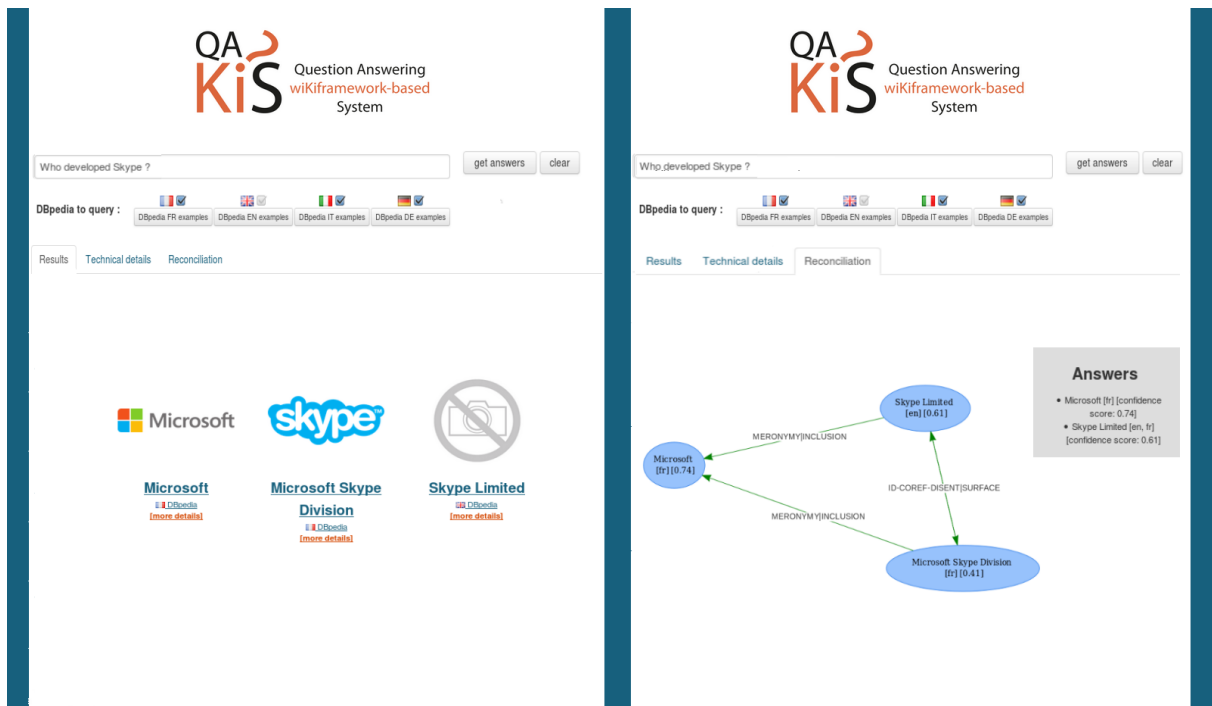 QA
KiS
Question Answering
wiKiframework-based
System
Who developed Skype ?
get answers
clear
DBpedia to query :
DBpedia FR examples
DBpedia EN examples
DBpedia IT examples
DBpedia DE examples
Results
Technical details
Reconciliation
Microsoft
skype™
Microsoft
DBpedia
[more details]
Microsoft Skype
Division
DBpedia
[more details]
Skype Limited
DBpedia
[more details]
QA
KiS
Question Answering
wiKiframework-based
System
Who developed Skype ?
get answers
clear
DBpedia to query :
DBpedia FR examples
DBpedia EN examples
DBpedia IT examples
DBpedia DE examples
Results
Technical details
Reconciliation
Answers
Microsoft [fr] [confidence
score: 0.74]
Skype Limited [en, fr]
[confidence score: 0.61]
Skype Limited
[en] [0.61]
MERONYMY|INCLUSION
Microsoft
[fr] [0.74]
ID-COREF-DISENT|SURFACE
MERONYMY|INCLUSION
Microsoft Skype Division
[fr] [0.41]